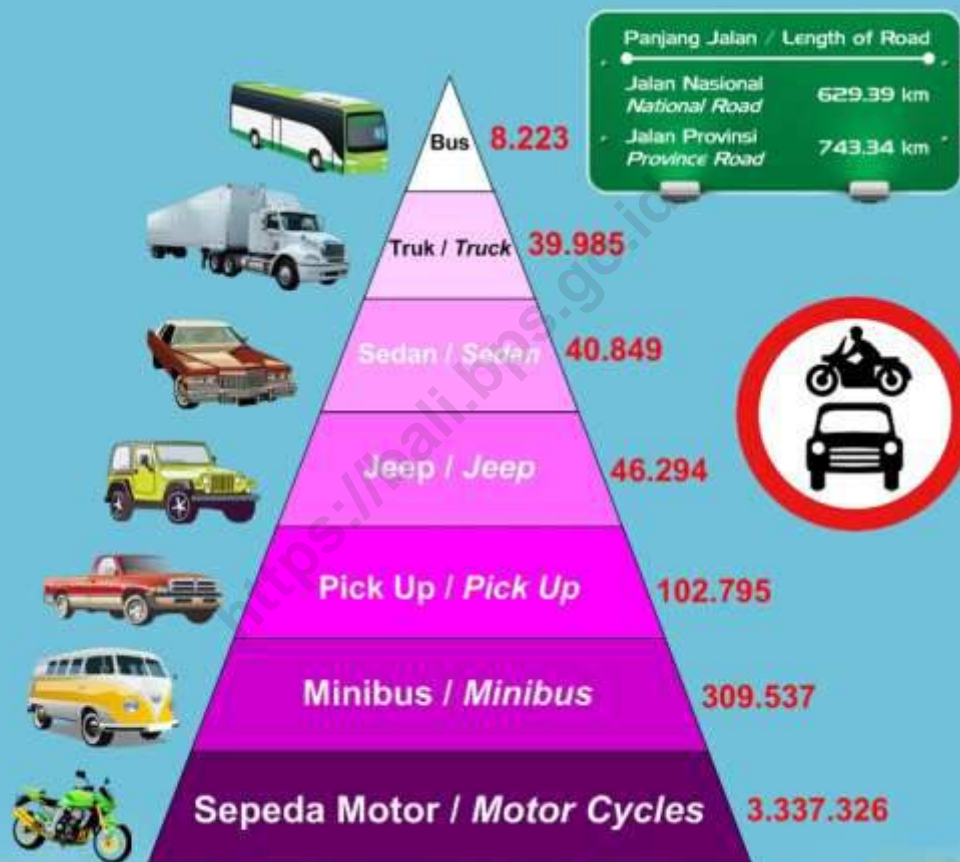 Panjang Jalan / Length of Road
Jalan Nasional
National Road
629.39 km
Jalan Provinsi
Province Road
743.34 km
Bus 8.223
Truk / Truck 39.985
Sedan / Sedan 40.849
Jeep / Jeep 46.294
Pick Up / Pick Up 102.795
Minibus / Minibus 309.537
Sepeda Motor / Motor Cycles 3.337.326
https://bali.bps.go.id